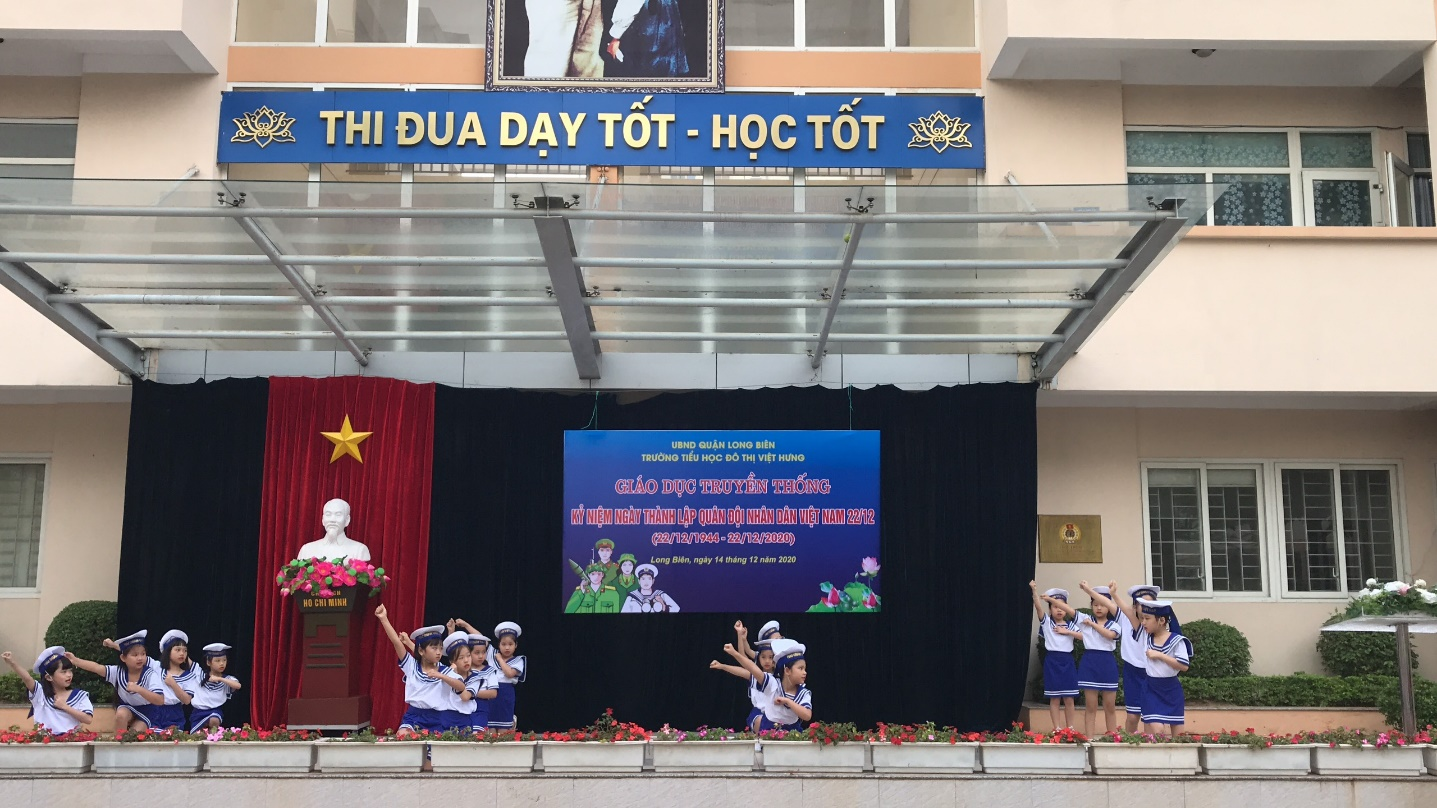 THI ĐUA DẠY TỐT - HỌC TỐT
UBND QUẬN LONG BIÊN
TRƯỜNG TIỂU HỌC ĐÔ THỊ VIỆT HƯNG
GIÁO DỤC TRUYỀN THỐNG
KỶ NIỆM NGÀY THÀNH LẬP QUÂN ĐỘI NHÂN DÂN VIỆT NAM 22/12
(22/12/1944 - 22/12/2020)
Long Biên, ngày 14 tháng 12 năm 2020
HỒ CHÍ MINH